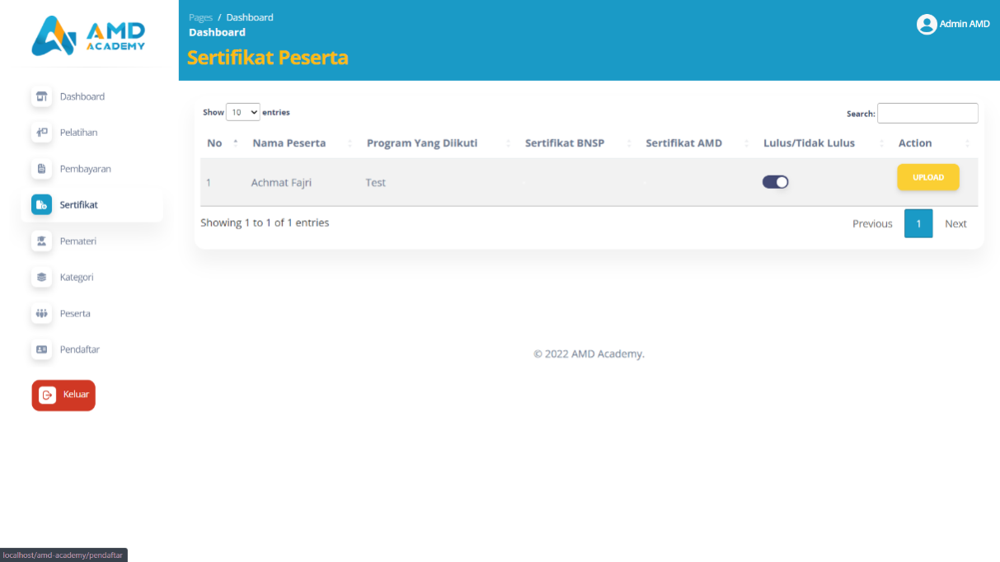 AMD
ACADEMY
Pages / Dashboard
Dashboard
Sertifikat Peserta
Admin AMD
Dashboard
Pelatihan
Pembayaran
Sertifikat
Pemateri
Kategori
Peserta
Pendaftar
Keluar
Show 10 entries
Search:
No Nama Peserta Program Yang Diikuti Sertifikat BNSP Sertifikat AMD Lulus/Tidak Lulus Action
1 Achmat Fajri Test UPLOAD
Showing 1 to 1 of 1 entries
Previous 1 Next
© 2022 AMD Academy.
localhost/amd-academy/pendaftar